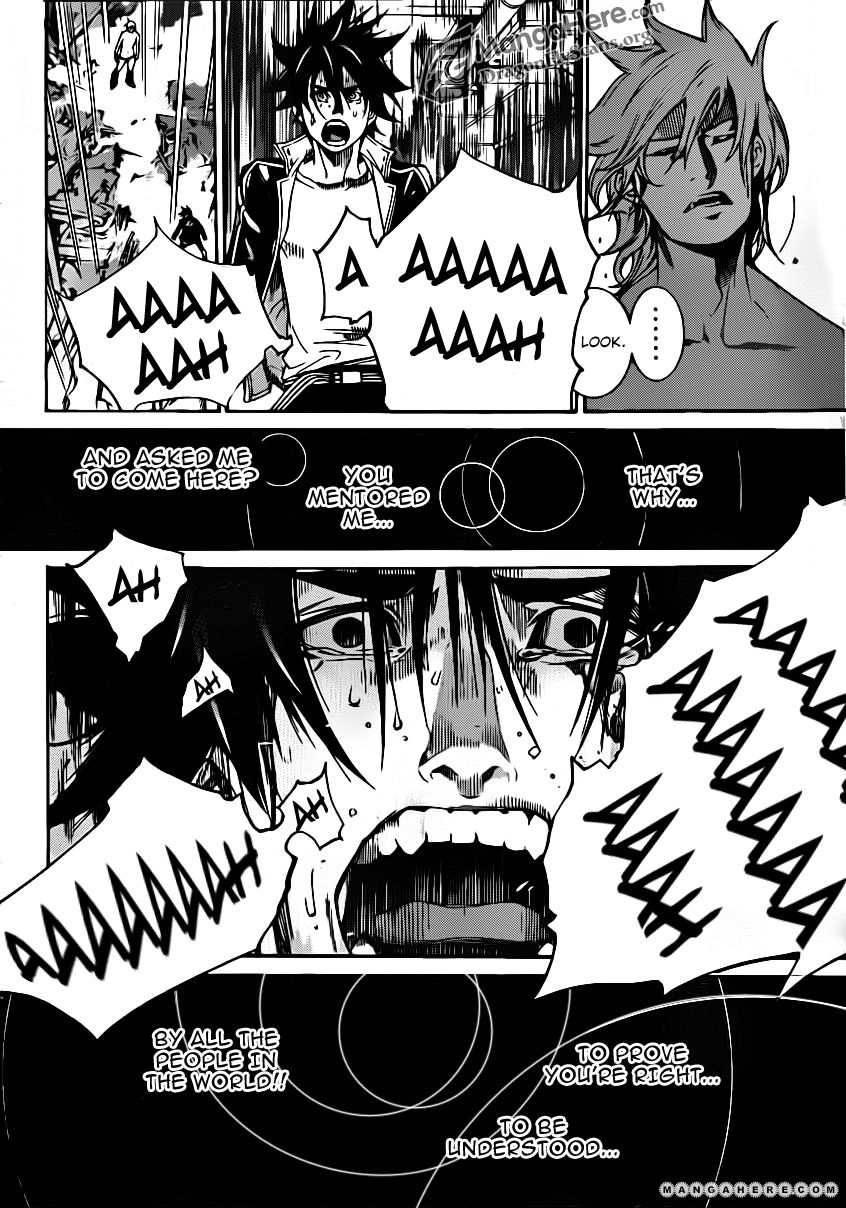 MangaHere.com
DragonflyScans.org
....
LOOK.
AAAAA
AAAH
A
AAAA
AAH
THAT'S
WHY...
YOU
MENTORED
ME...
AND ASKED ME
TO COME HERE?
AAAAA
AAAAAAA
AAAH
AH
AH
AH
AAAAAAAH
TO PROVE
YOU'RE RIGHT...
TO BE
UNDERSTOOD...
BY ALL THE
PEOPLE IN
THE WORLD!!
MANGAHERE.COM